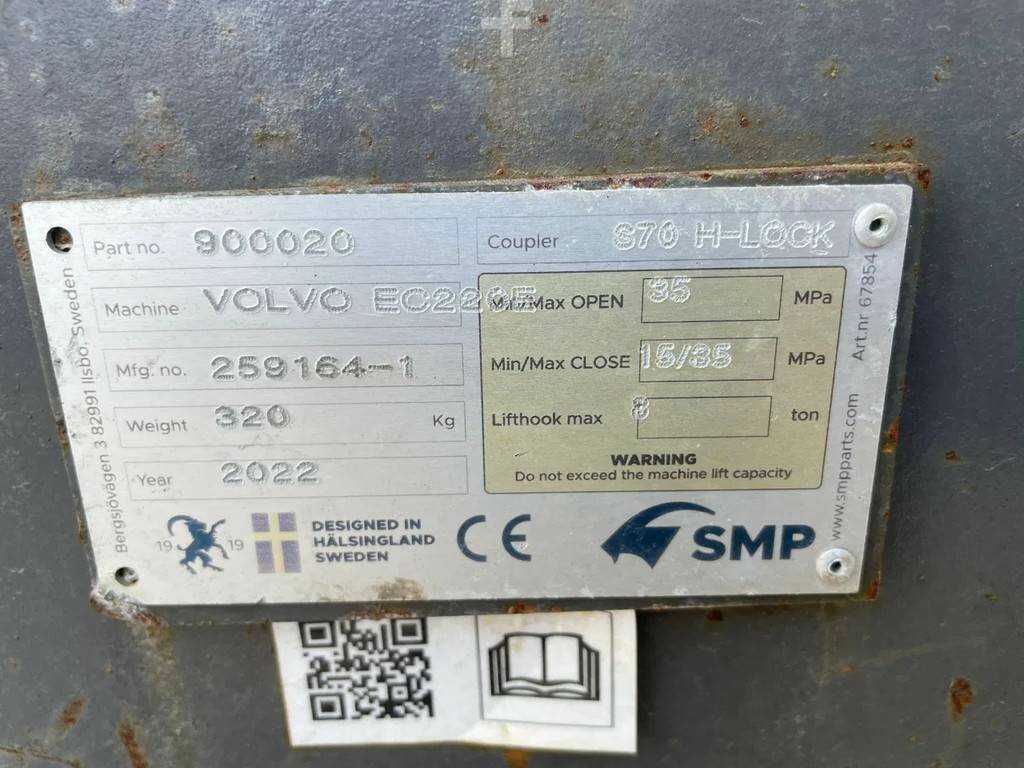 Part no. 900020
Machine VOLVO EC220E
Mfg. no. 259164-1
Weight 320 Kg
Year 2022
Coupler S70 H-LOCK
Min/Max OPEN 35 MPa
Min/Max CLOSE 15/35 MPa
Lifthook max 8 ton
WARNING
Do not exceed the machine lift capacity
19 19
DESIGNED IN
HÄLSINGLAND
SWEDEN
CE
SMP
Bergsjövägen 3 82991 Ilsbo, Sweden
www.smpparts.com Art.nr 67854